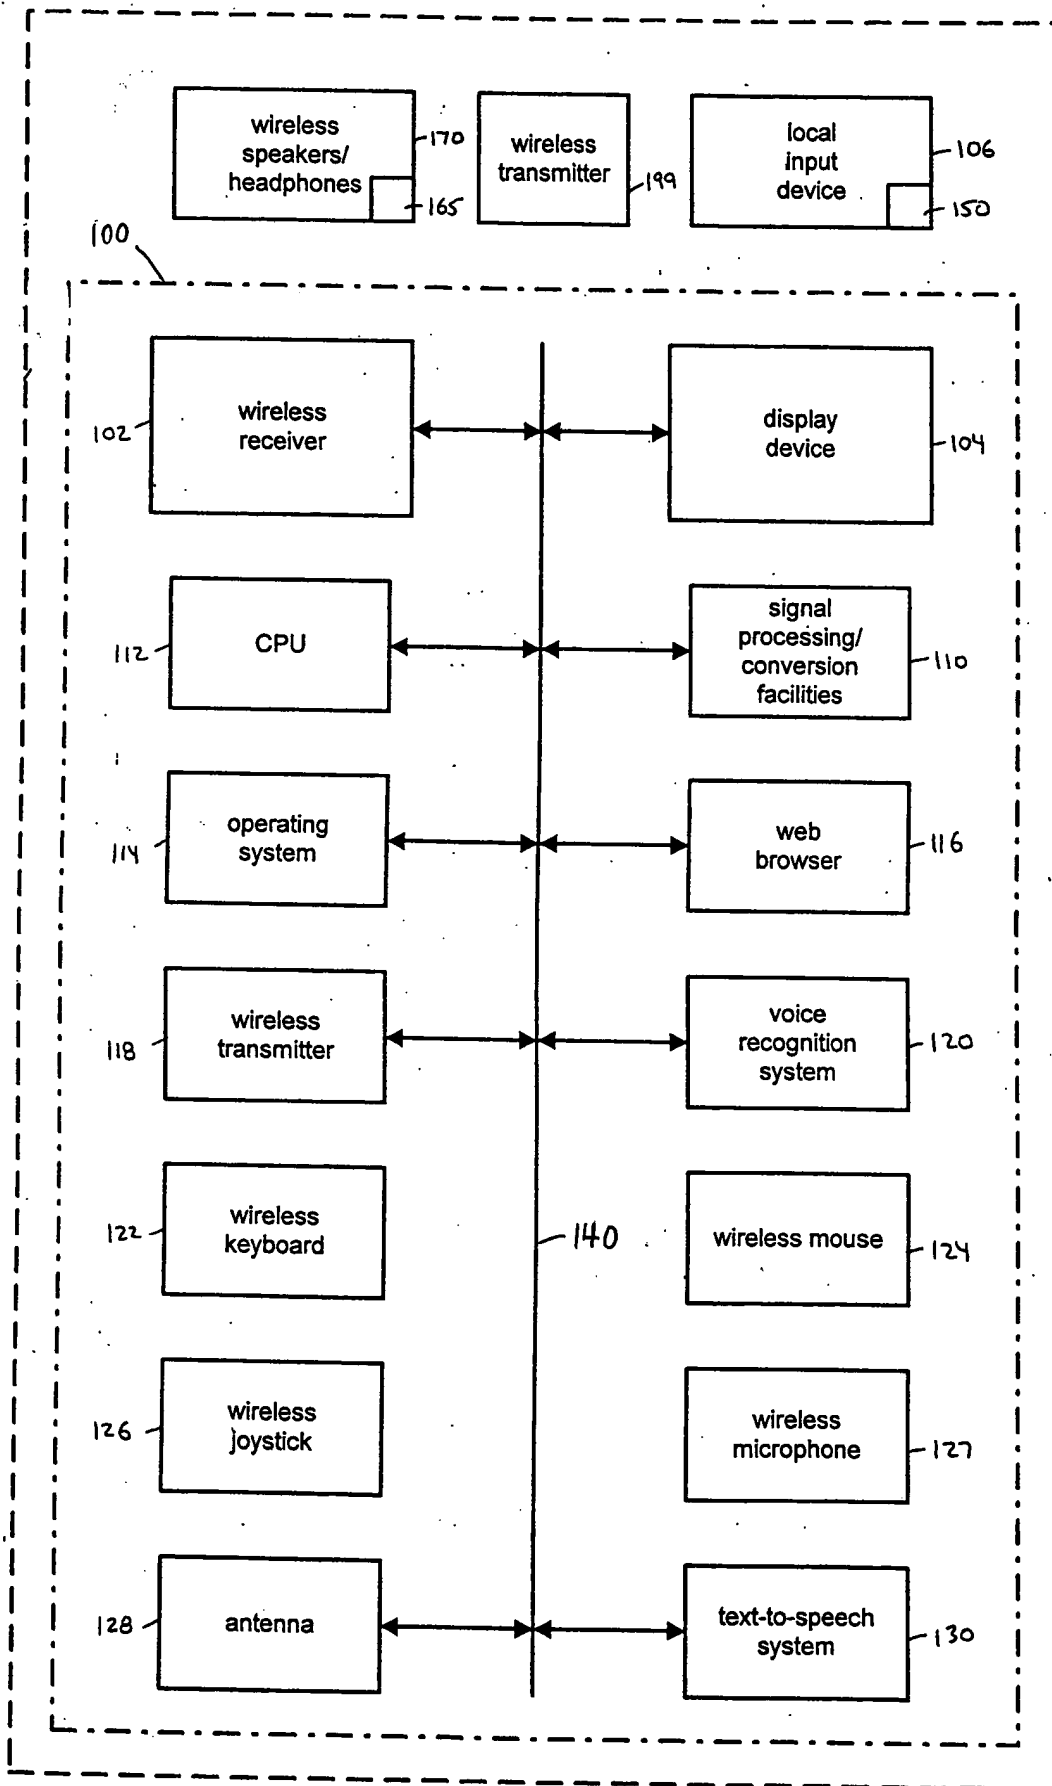 wireless
speakers/
headphones
170
165
wireless
transmitter
199
local
input
device
106
150
100
wireless
receiver
102
display
device
104
CPU
112
signal
processing/
conversion
facilities
110
operating
system
114
web
browser
116
wireless
transmitter
118
voice
recognition
system
120
wireless
keyboard
122
140
wireless mouse
124
wireless
joystick
126
wireless
microphone
127
antenna
128
text-to-speech
system
130